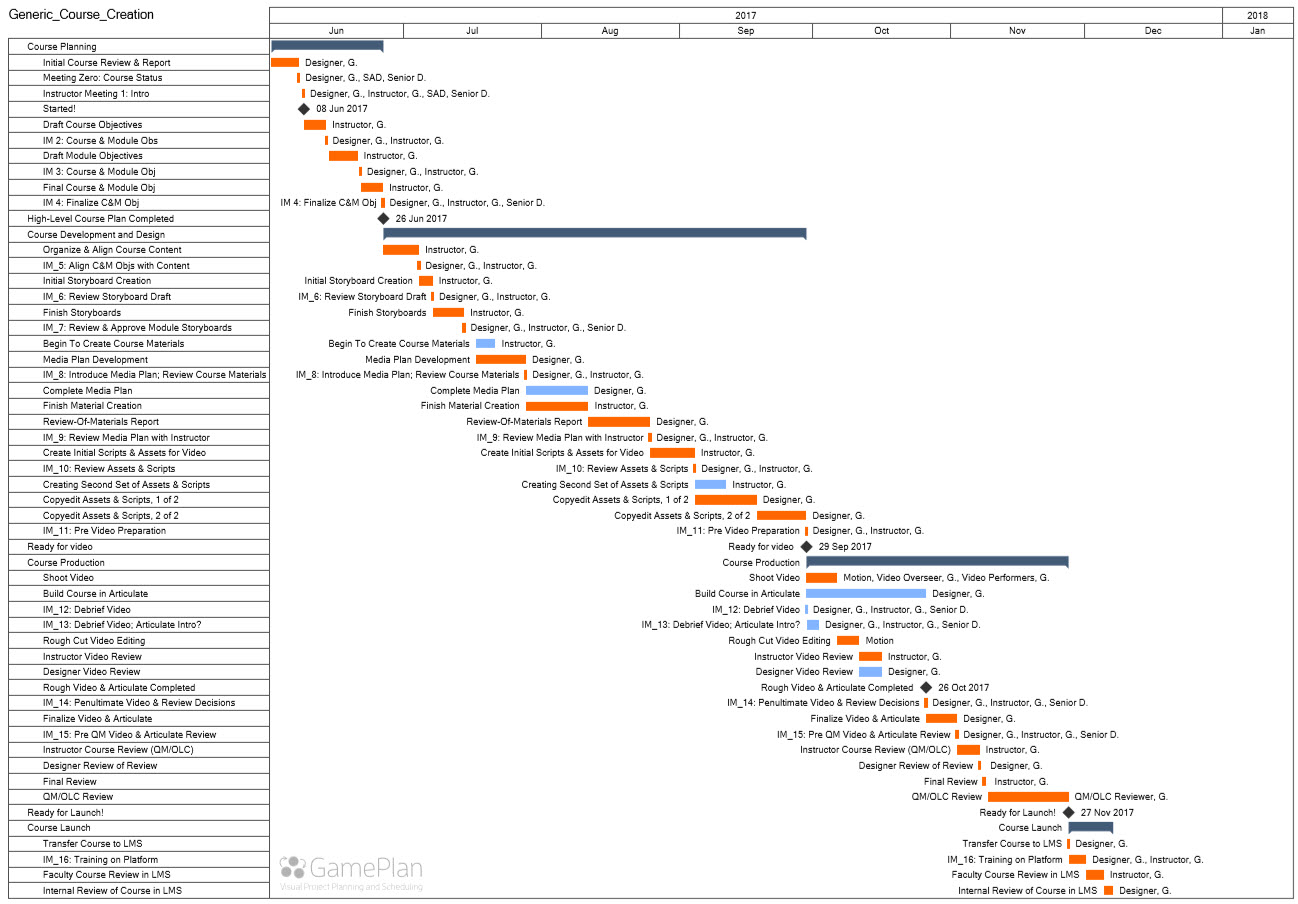 Generic_Course_Creation
2017 2018
Jun Jul Aug Sep Oct Nov Dec Jan
Course Planning
Initial Course Review & Report Designer, G.
Meeting Zero: Course Status Designer, G., SAD, Senior D.
Instructor Meeting 1: Intro Designer, G., Instructor, G., SAD, Senior D.
Started! 08 Jun 2017
Draft Course Objectives Instructor, G.
IM 2: Course & Module Obs Designer, G., Instructor, G.
Draft Module Objectives Instructor, G.
IM 3: Course & Module Obj Designer, G., Instructor, G.
Final Course & Module Obj Instructor, G.
IM 4: Finalize C&M Obj IM 4: Finalize C&M Obj Designer, G., Instructor, G., Senior D.
High-Level Course Plan Completed 26 Jun 2017
Course Development and Design
Organize & Align Course Content Instructor, G.
IM_5: Align C&M Objs with Content Designer, G., Instructor, G.
Initial Storyboard Creation Initial Storyboard Creation Instructor, G.
IM_6: Review Storyboard Draft IM_6: Review Storyboard Draft Designer, G., Instructor, G.
Finish Storyboards Finish Storyboards Instructor, G.
IM_7: Review & Approve Module Storyboards Designer, G., Instructor, G., Senior D.
Begin To Create Course Materials Begin To Create Course Materials Instructor, G.
Media Plan Development Media Plan Development Designer, G.
IM_8: Introduce Media Plan; Review Course Materials IM_8: Introduce Media Plan; Review Course Materials Designer, G., Instructor, G.
Complete Media Plan Complete Media Plan Designer, G.
Finish Material Creation Finish Material Creation Instructor, G.
Review-Of-Materials Report Review-Of-Materials Report Designer, G.
IM_9: Review Media Plan with Instructor IM_9: Review Media Plan with Instructor Designer, G., Instructor, G.
Create Initial Scripts & Assets for Video Create Initial Scripts & Assets for Video Instructor, G.
IM_10: Review Assets & Scripts IM_10: Review Assets & Scripts Designer, G., Instructor, G.
Creating Second Set of Assets & Scripts Creating Second Set of Assets & Scripts Instructor, G.
Copyedit Assets & Scripts, 1 of 2 Copyedit Assets & Scripts, 1 of 2 Designer, G.
Copyedit Assets & Scripts, 2 of 2 Copyedit Assets & Scripts, 2 of 2 Designer, G.
IM_11: Pre Video Preparation IM_11: Pre Video Preparation Designer, G., Instructor, G.
Ready for video Ready for video 29 Sep 2017
Course Production Course Production
Shoot Video Shoot Video Motion, Video Overseer, G., Video Performers, G.
Build Course in Articulate Build Course in Articulate Designer, G.
IM_12: Debrief Video IM_12: Debrief Video Designer, G., Instructor, G., Senior D.
IM_13: Debrief Video; Articulate Intro? IM_13: Debrief Video; Articulate Intro? Designer, G., Instructor, G., Senior D.
Rough Cut Video Editing Rough Cut Video Editing Motion
Instructor Video Review Instructor Video Review Instructor, G.
Designer Video Review Designer Video Review Designer, G.
Rough Video & Articulate Completed Rough Video & Articulate Completed 26 Oct 2017
IM_14: Penultimate Video & Review Decisions IM_14: Penultimate Video & Review Decisions Designer, G., Instructor, G., Senior D.
Finalize Video & Articulate Finalize Video & Articulate Designer, G.
IM_15: Pre QM Video & Articulate Review IM_15: Pre QM Video & Articulate Review Designer, G., Instructor, G., Senior D.
Instructor Course Review (QM/OLC) Instructor Course Review (QM/OLC) Instructor, G.
Designer Review of Review Designer Review of Review Designer, G.
Final Review Final Review Instructor, G.
QM/OLC Review QM/OLC Review QM/OLC Reviewer, G.
Ready for Launch! Ready for Launch! 27 Nov 2017
Course Launch Course Launch
Transfer Course to LMS Transfer Course to LMS Designer, G.
IM_16: Training on Platform IM_16: Training on Platform Designer, G., Instructor, G.
Faculty Course Review in LMS Faculty Course Review in LMS Instructor, G.
Internal Review of Course in LMS Internal Review of Course in LMS Designer, G.
GamePlan
Visual Project Planning and Scheduling